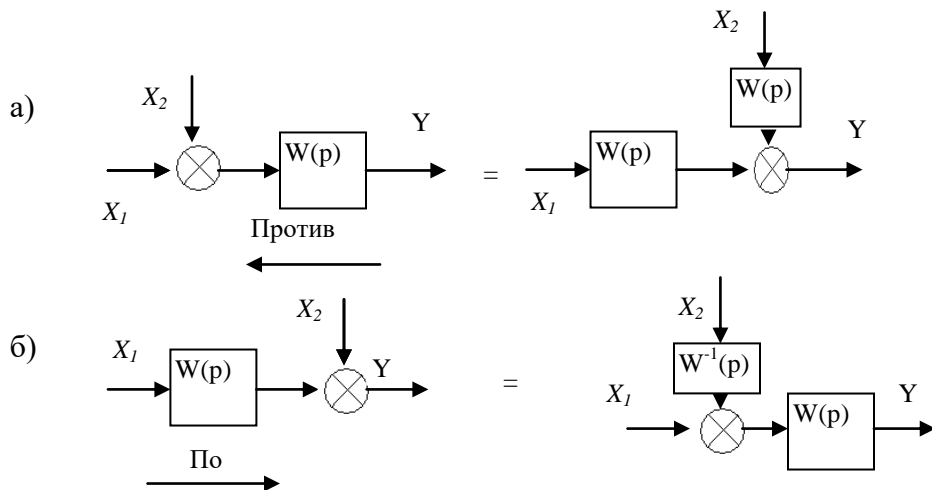 а)
X₂
W(p)
Y
X₁
Против
=
X₂
W(p)
W(p)
Y
X₁
б)
X₁
W(p)
X₂
Y
По
=
X₂
W⁻¹(p)
X₁
W(p)
Y